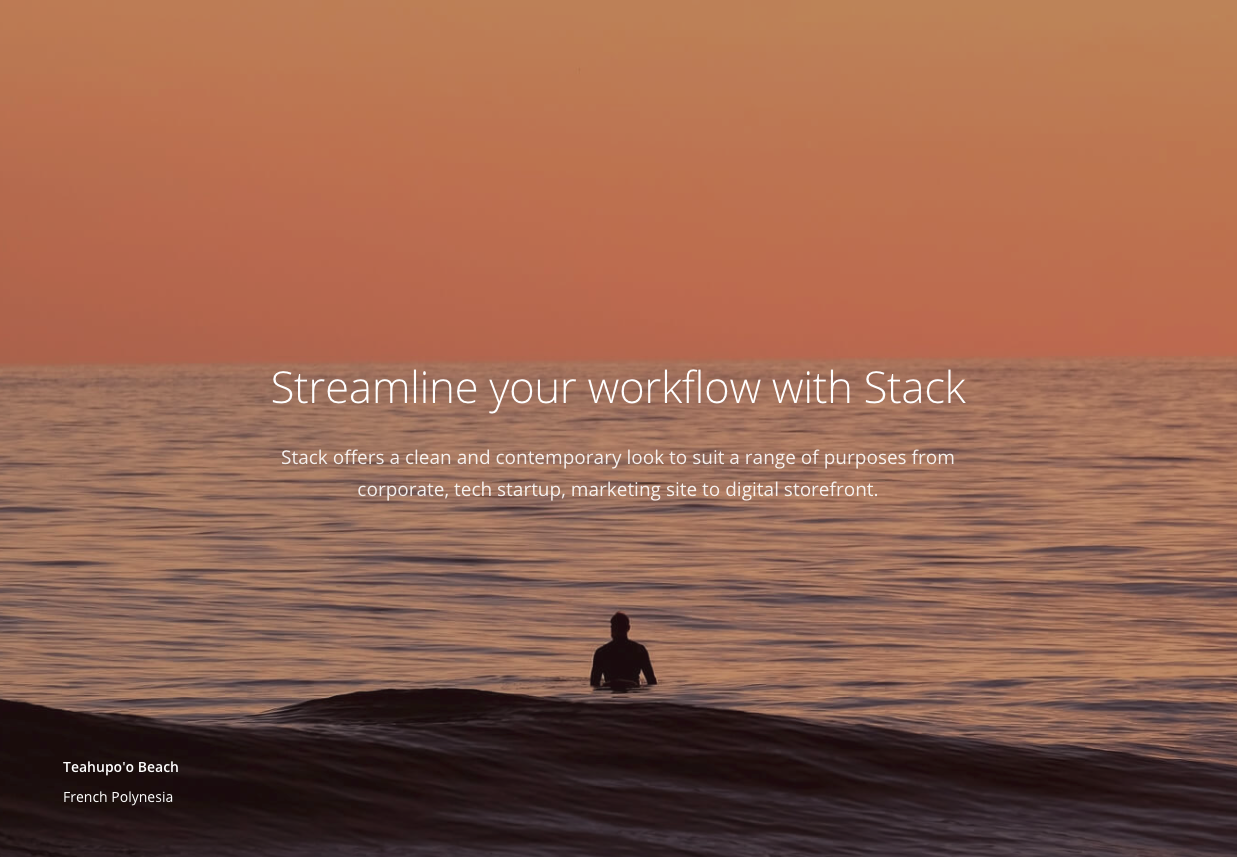 Streamline your workflow with Stack
Stack offers a clean and contemporary look to suit a range of purposes from
corporate, tech startup, marketing site to digital storefront.
Teahupo'o Beach
French Polynesia